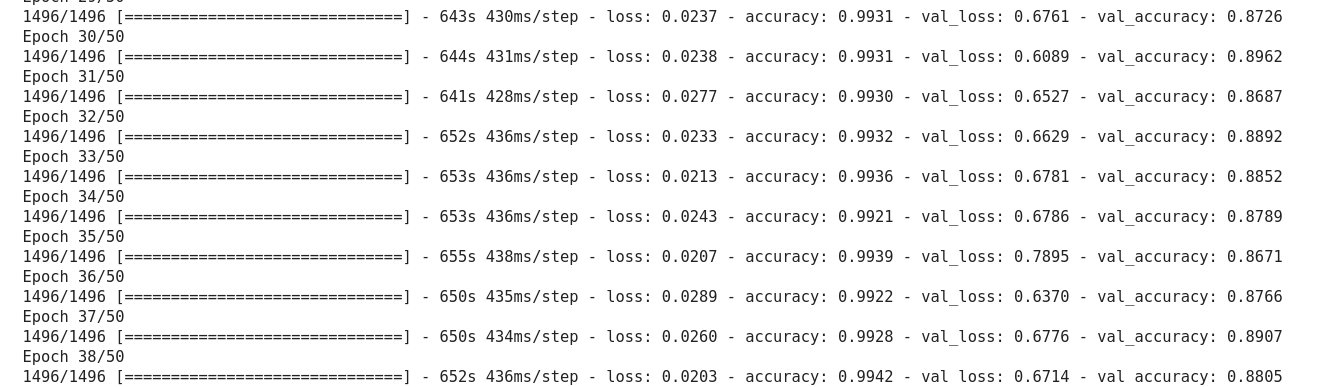 Epoch 29/50
1496/1496 [==============================] - 643s 430ms/step - loss: 0.0237 - accuracy: 0.9931 - val_loss: 0.6761 - val_accuracy: 0.8726
Epoch 30/50
1496/1496 [==============================] - 644s 431ms/step - loss: 0.0238 - accuracy: 0.9931 - val_loss: 0.6089 - val_accuracy: 0.8962
Epoch 31/50
1496/1496 [==============================] - 641s 428ms/step - loss: 0.0277 - accuracy: 0.9930 - val_loss: 0.6527 - val_accuracy: 0.8687
Epoch 32/50
1496/1496 [==============================] - 652s 436ms/step - loss: 0.0233 - accuracy: 0.9932 - val_loss: 0.6629 - val_accuracy: 0.8892
Epoch 33/50
1496/1496 [==============================] - 653s 436ms/step - loss: 0.0213 - accuracy: 0.9936 - val_loss: 0.6781 - val_accuracy: 0.8852
Epoch 34/50
1496/1496 [==============================] - 653s 436ms/step - loss: 0.0243 - accuracy: 0.9921 - val_loss: 0.6786 - val_accuracy: 0.8789
Epoch 35/50
1496/1496 [==============================] - 655s 438ms/step - loss: 0.0207 - accuracy: 0.9939 - val_loss: 0.7895 - val_accuracy: 0.8671
Epoch 36/50
1496/1496 [==============================] - 650s 435ms/step - loss: 0.0289 - accuracy: 0.9922 - val_loss: 0.6370 - val_accuracy: 0.8766
Epoch 37/50
1496/1496 [==============================] - 650s 434ms/step - loss: 0.0260 - accuracy: 0.9928 - val_loss: 0.6776 - val_accuracy: 0.8907
Epoch 38/50
1496/1496 [==============================] - 652s 436ms/step - loss: 0.0203 - accuracy: 0.9942 - val_loss: 0.6714 - val_accuracy: 0.8805